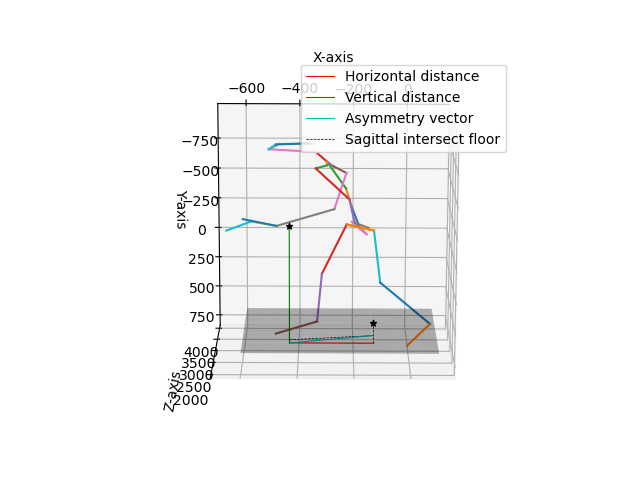 X-axis
−600 −400 −200 0
Horizontal distance
Vertical distance
Asymmetry vector
Sagittal intersect floor
−750
−500
−250
0
250
500
750
Y-axis
4000
3500
3000
2500
2000
Z-axis